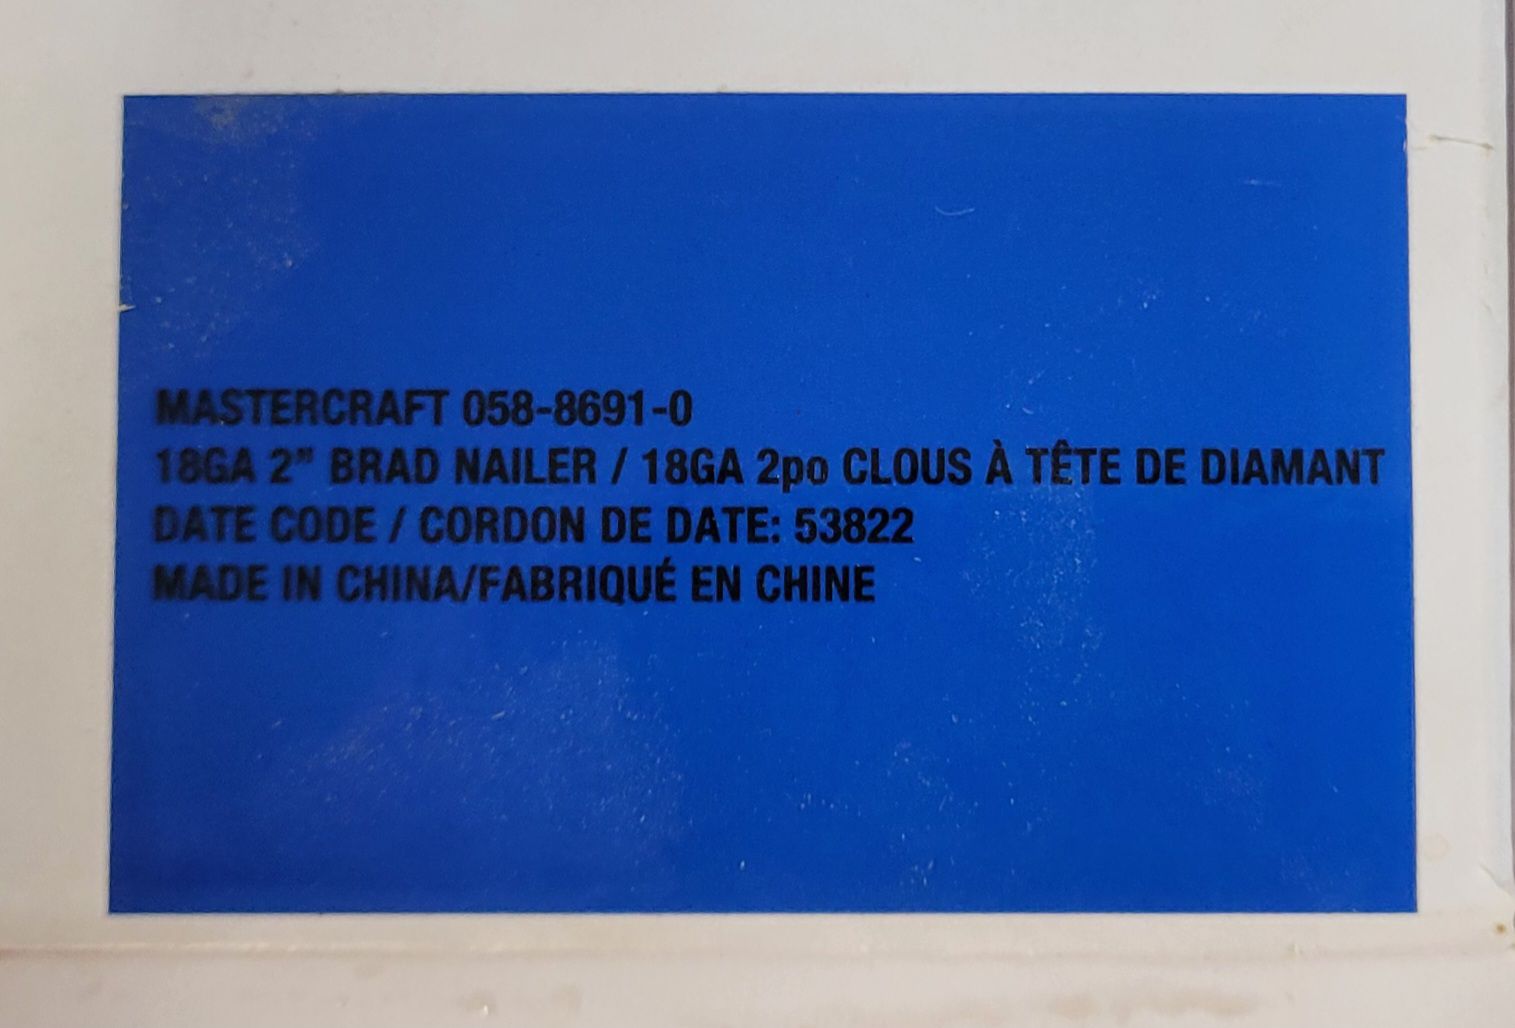 MASTERCRAFT 058-8691-0
18GA 2" BRAD NAILER / 18GA 2po CLOUS À TÊTE DE DIAMANT
DATE CODE / CORDON DE DATE: 53822
MADE IN CHINA/FABRIQUÉ EN CHINE